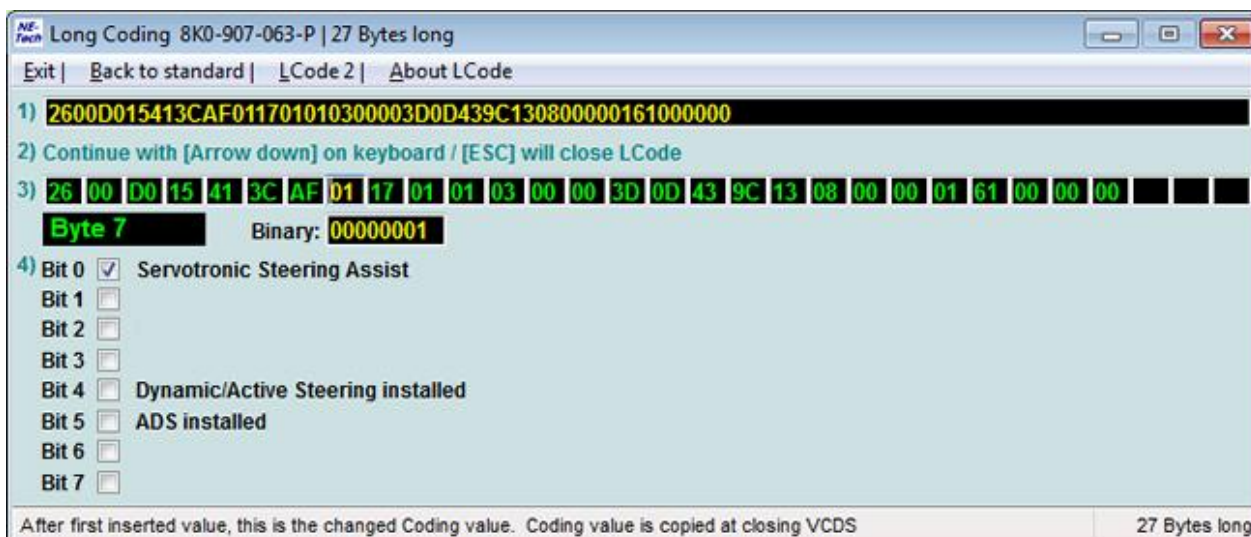 NE-Tech Long Coding 8K0-907-063-P | 27 Bytes long
Exit | Back to standard | LCode 2 | About LCode
1) 2600D015413CAF011701010300003D0D439C130800000161000000
2) Continue with [Arrow down] on keyboard / [ESC] will close LCode
3) 26 00 D0 15 41 3C AF 01 17 01 01 03 00 00 3D 0D 43 9C 13 08 00 00 01 61 00 00 00
Byte 7 Binary: 00000001
4) Bit 0 Servotronic Steering Assist
Bit 1
Bit 2
Bit 3
Bit 4 Dynamic/Active Steering installed
Bit 5 ADS installed
Bit 6
Bit 7
After first inserted value, this is the changed Coding value. Coding value is copied at closing VCDS 27 Bytes long